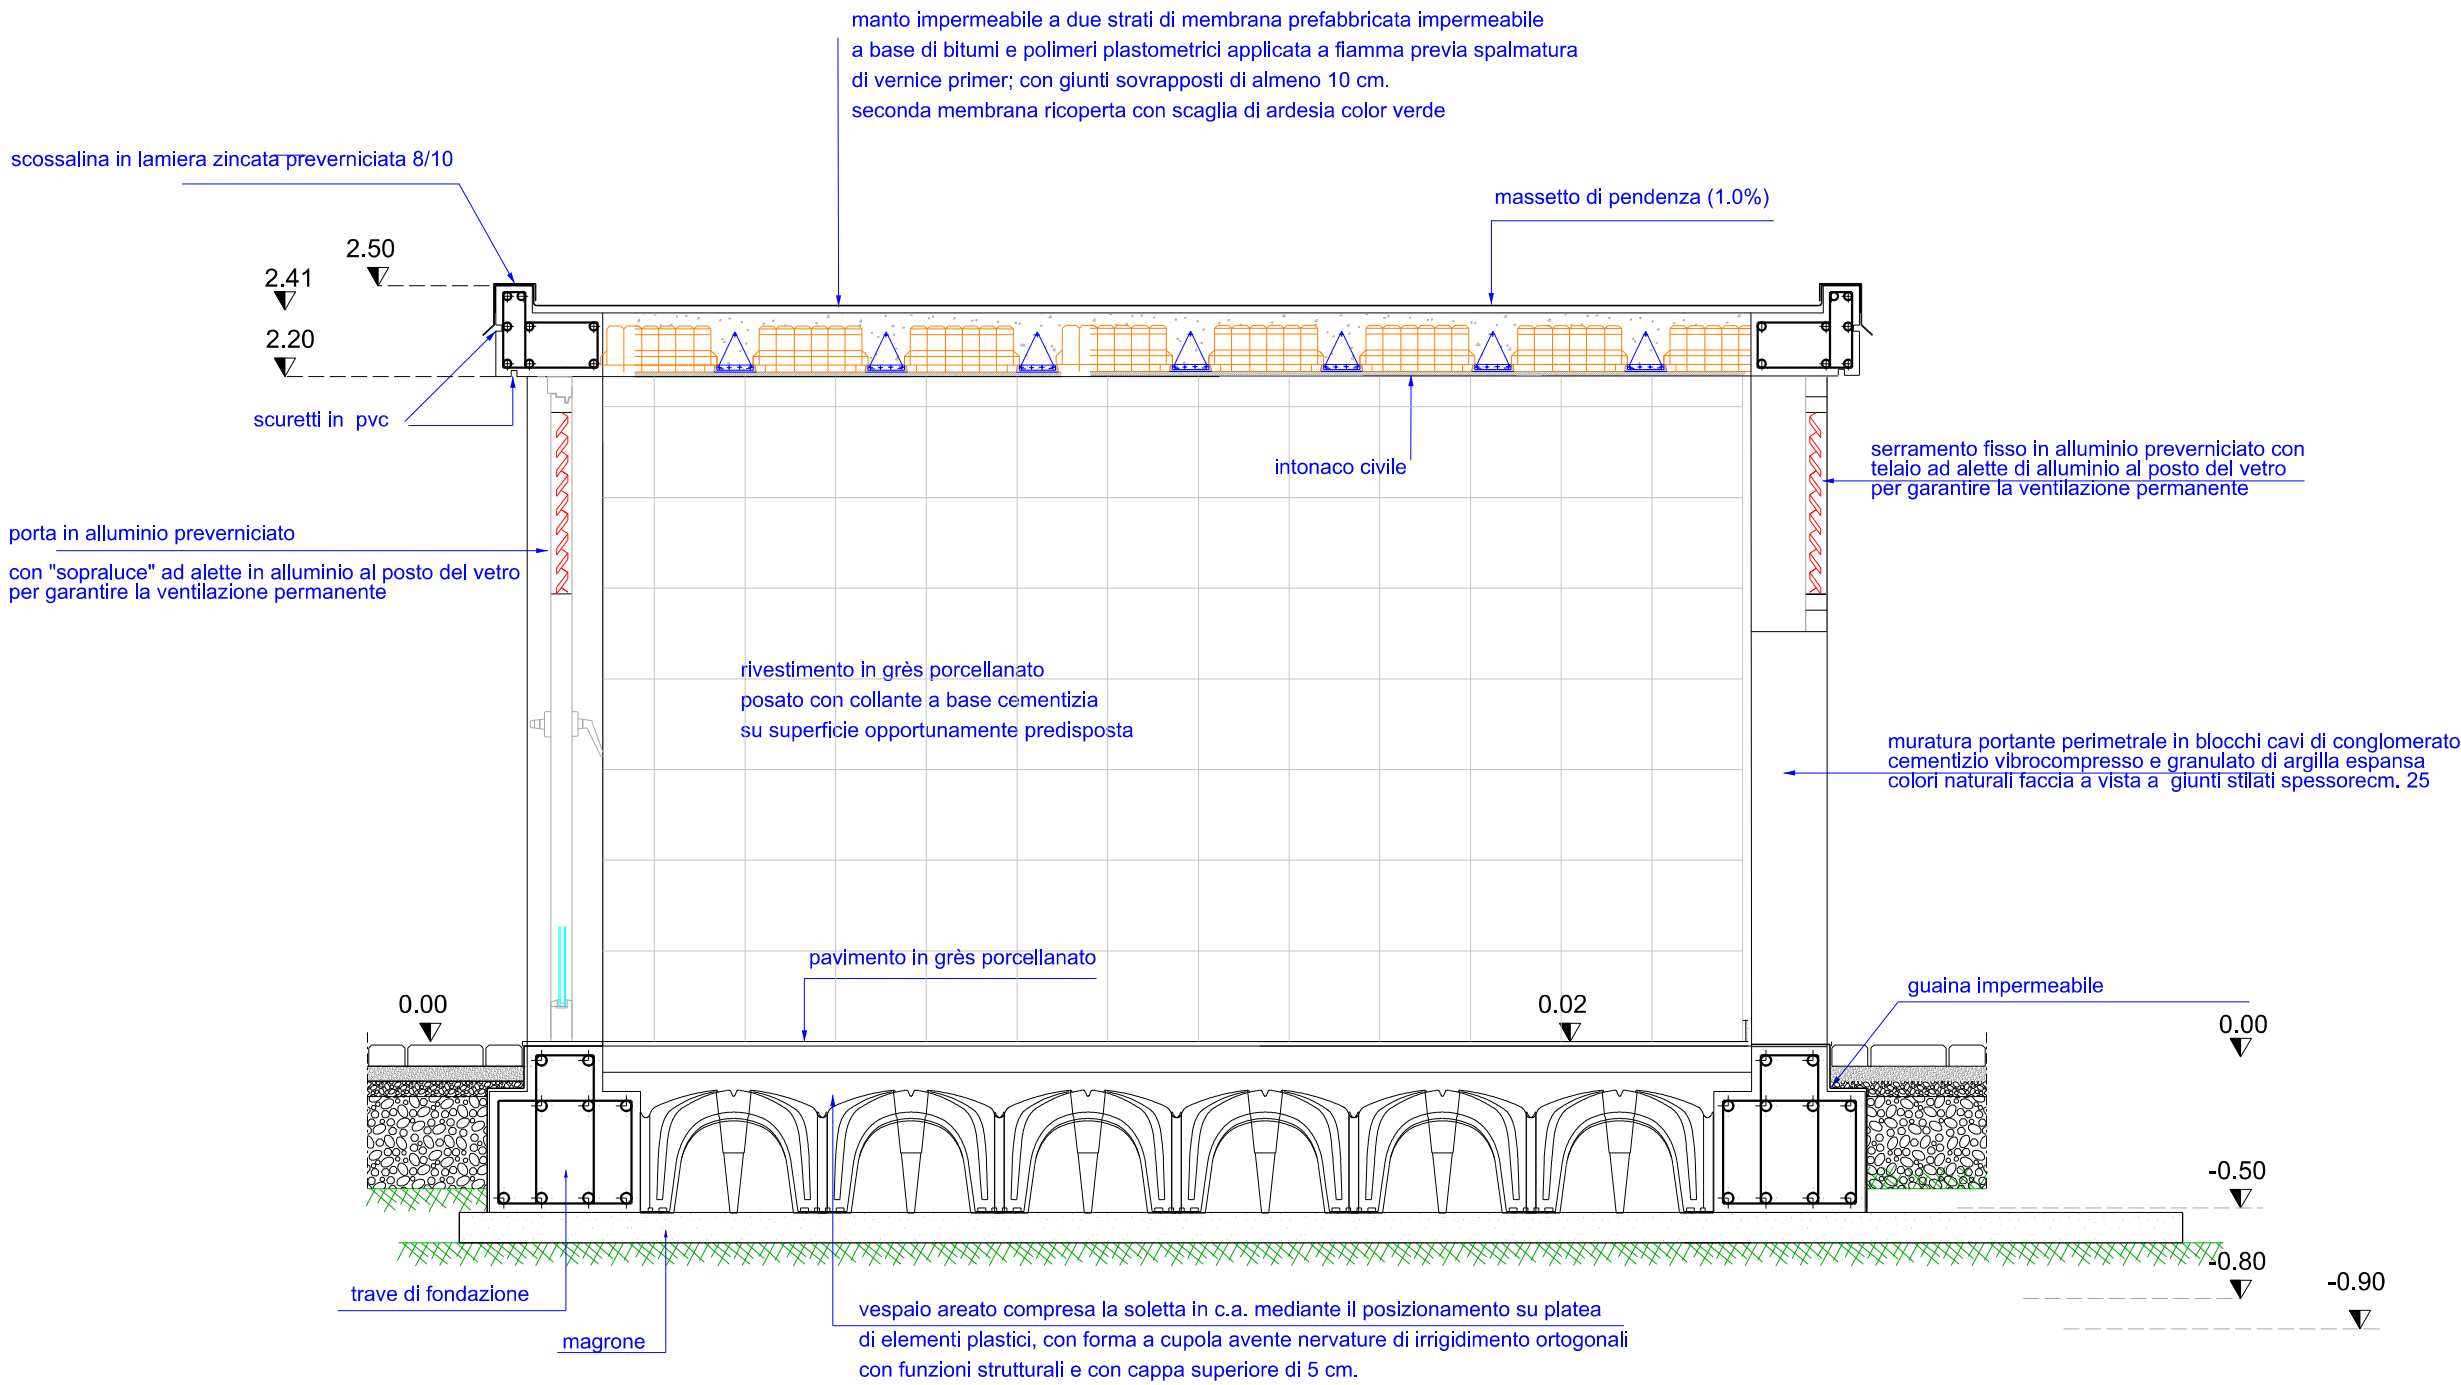 manto impermeabile a due strati di membrana prefabbricata impermeabile
a base di bitumi e polimeri plastometrici applicata a fiamma previa spalmatura
di vernice primer; con giunti sovrapposti di almeno 10 cm.
seconda membrana ricoperta con scaglia di ardesia color verde
scossalina in lamiera zincata preverniciata 8/10
massetto di pendenza (1.0%)
2.50
2.41
2.20
scuretti in pvc
intonaco civile
serramento fisso in alluminio preverniciato con
telaio ad alette di alluminio al posto del vetro
per garantire la ventilazione permanente
porta in alluminio preverniciato
con "sopraluce" ad alette in alluminio al posto del vetro
per garantire la ventilazione permanente
rivestimento in grès porcellanato
posato con collante a base cementizia
su superficie opportunamente predisposta
muratura portante perimetrale in blocchi cavi di conglomerato
cementizio vibrocompresso e granulato di argilla espansa
colori naturali faccia a vista a giunti stilati spessorecm. 25
pavimento in grès porcellanato
guaina impermeabile
0.00
0.02
0.00
-0.50
-0.80
-0.90
trave di fondazione
magrone
vespaio areato compresa la soletta in c.a. mediante il posizionamento su platea
di elementi plastici, con forma a cupola avente nervature di irrigidimento ortogonali
con funzioni strutturali e con cappa superiore di 5 cm.